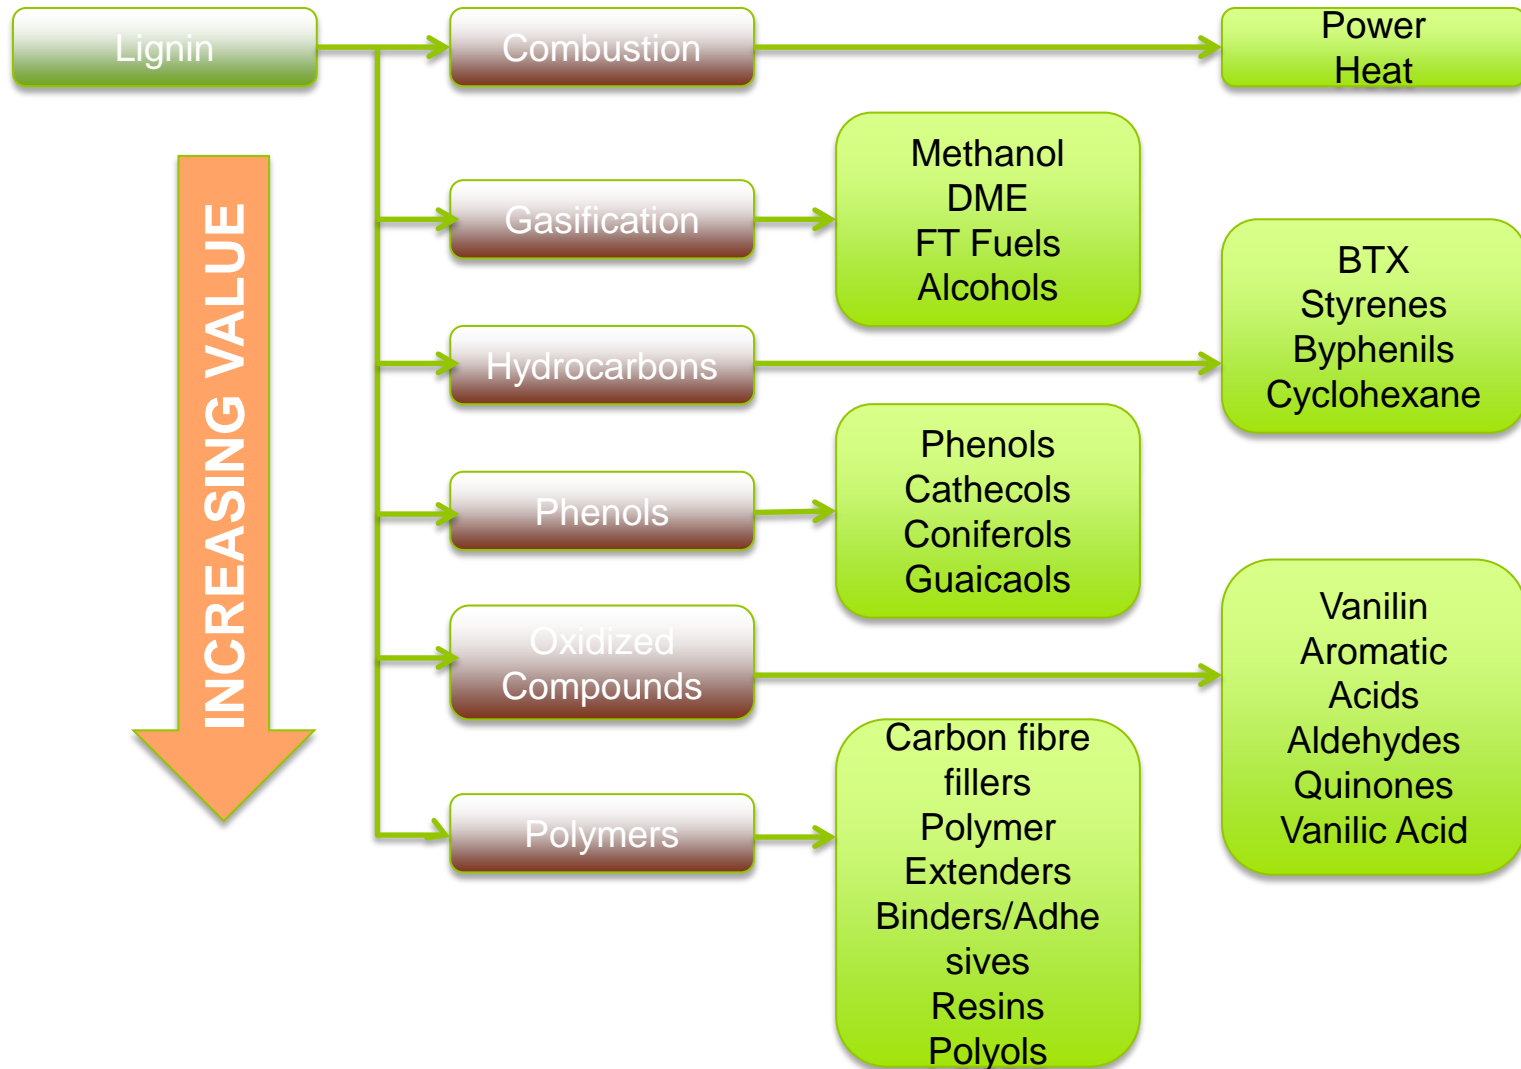 Lignin
Combustion
Power
Heat
INCREASING VALUE
Gasification
Methanol
DME
FT Fuels
Alcohols
Hydrocarbons
BTX
Styrenes
Byphenils
Cyclohexane
Phenols
Phenols
Cathecols
Coniferols
Guaicaols
Oxidized
Compounds
Vanilin
Aromatic
Acids
Aldehydes
Quinones
Vanilic Acid
Polymers
Carbon fibre
fillers
Polymer
Extenders
Binders/Adhe
sives
Resins
Polyols